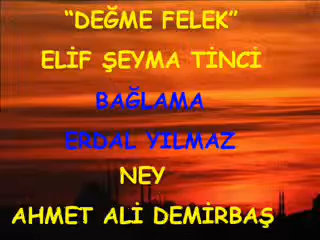 “DEĞME FELEK”
ELİF ŞEYMA TİNCİ
BAĞLAMA
ERDAL YILMAZ
NEY
AHMET ALİ DEMİRBAŞ